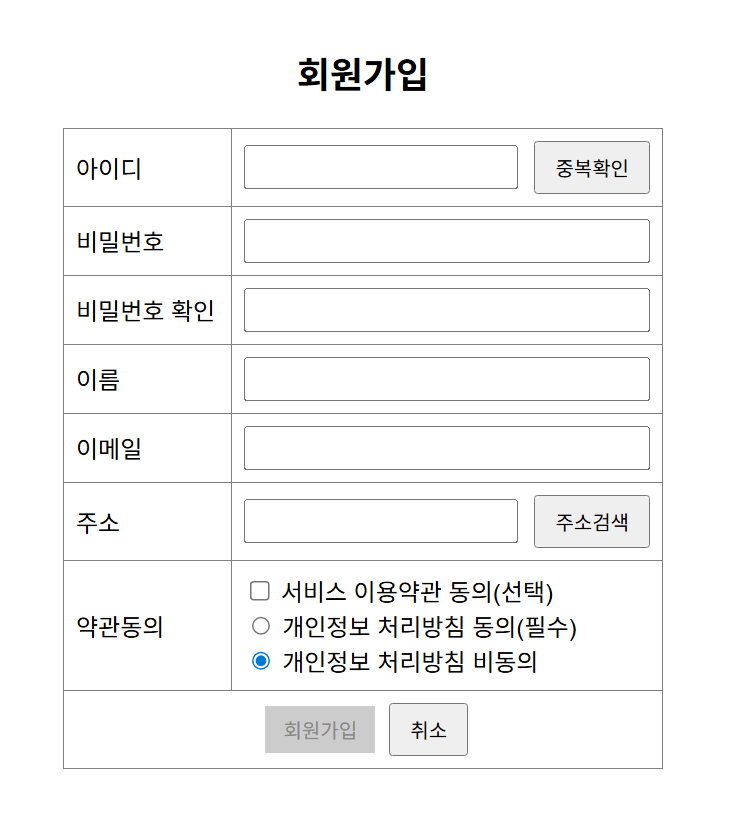 회원가입
아이디 중복확인
비밀번호
비밀번호 확인
이름
이메일
주소 주소검색
약관동의
서비스 이용약관 동의(선택)
개인정보 처리방침 동의(필수)
개인정보 처리방침 비동의
회원가입 취소